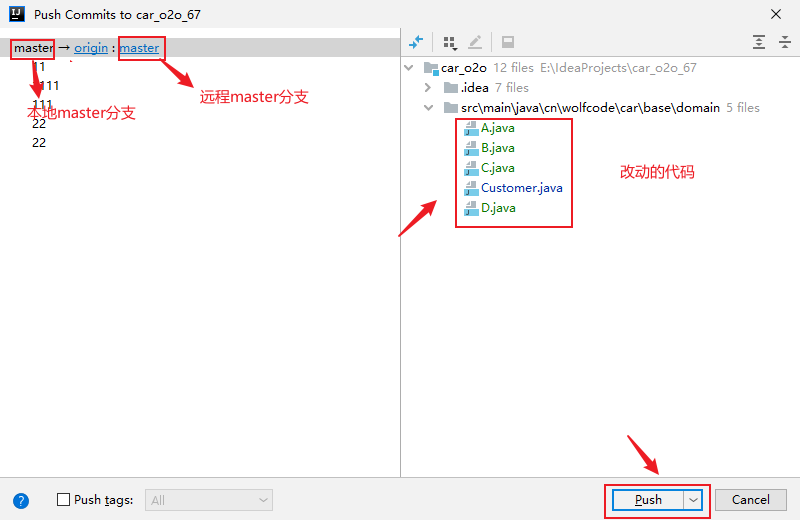 Push Commits to car_o2o_67
master → origin : master
11
111
111
22
22
本地master分支
远程master分支
car_o2o 12 files E:\IdeaProjects\car_o2o_67
.idea 7 files
src\main\java\cn\wolfcode\car\base\domain 5 files
A.java
B.java
C.java
Customer.java
D.java
改动的代码
? Push tags: All
Push
Cancel